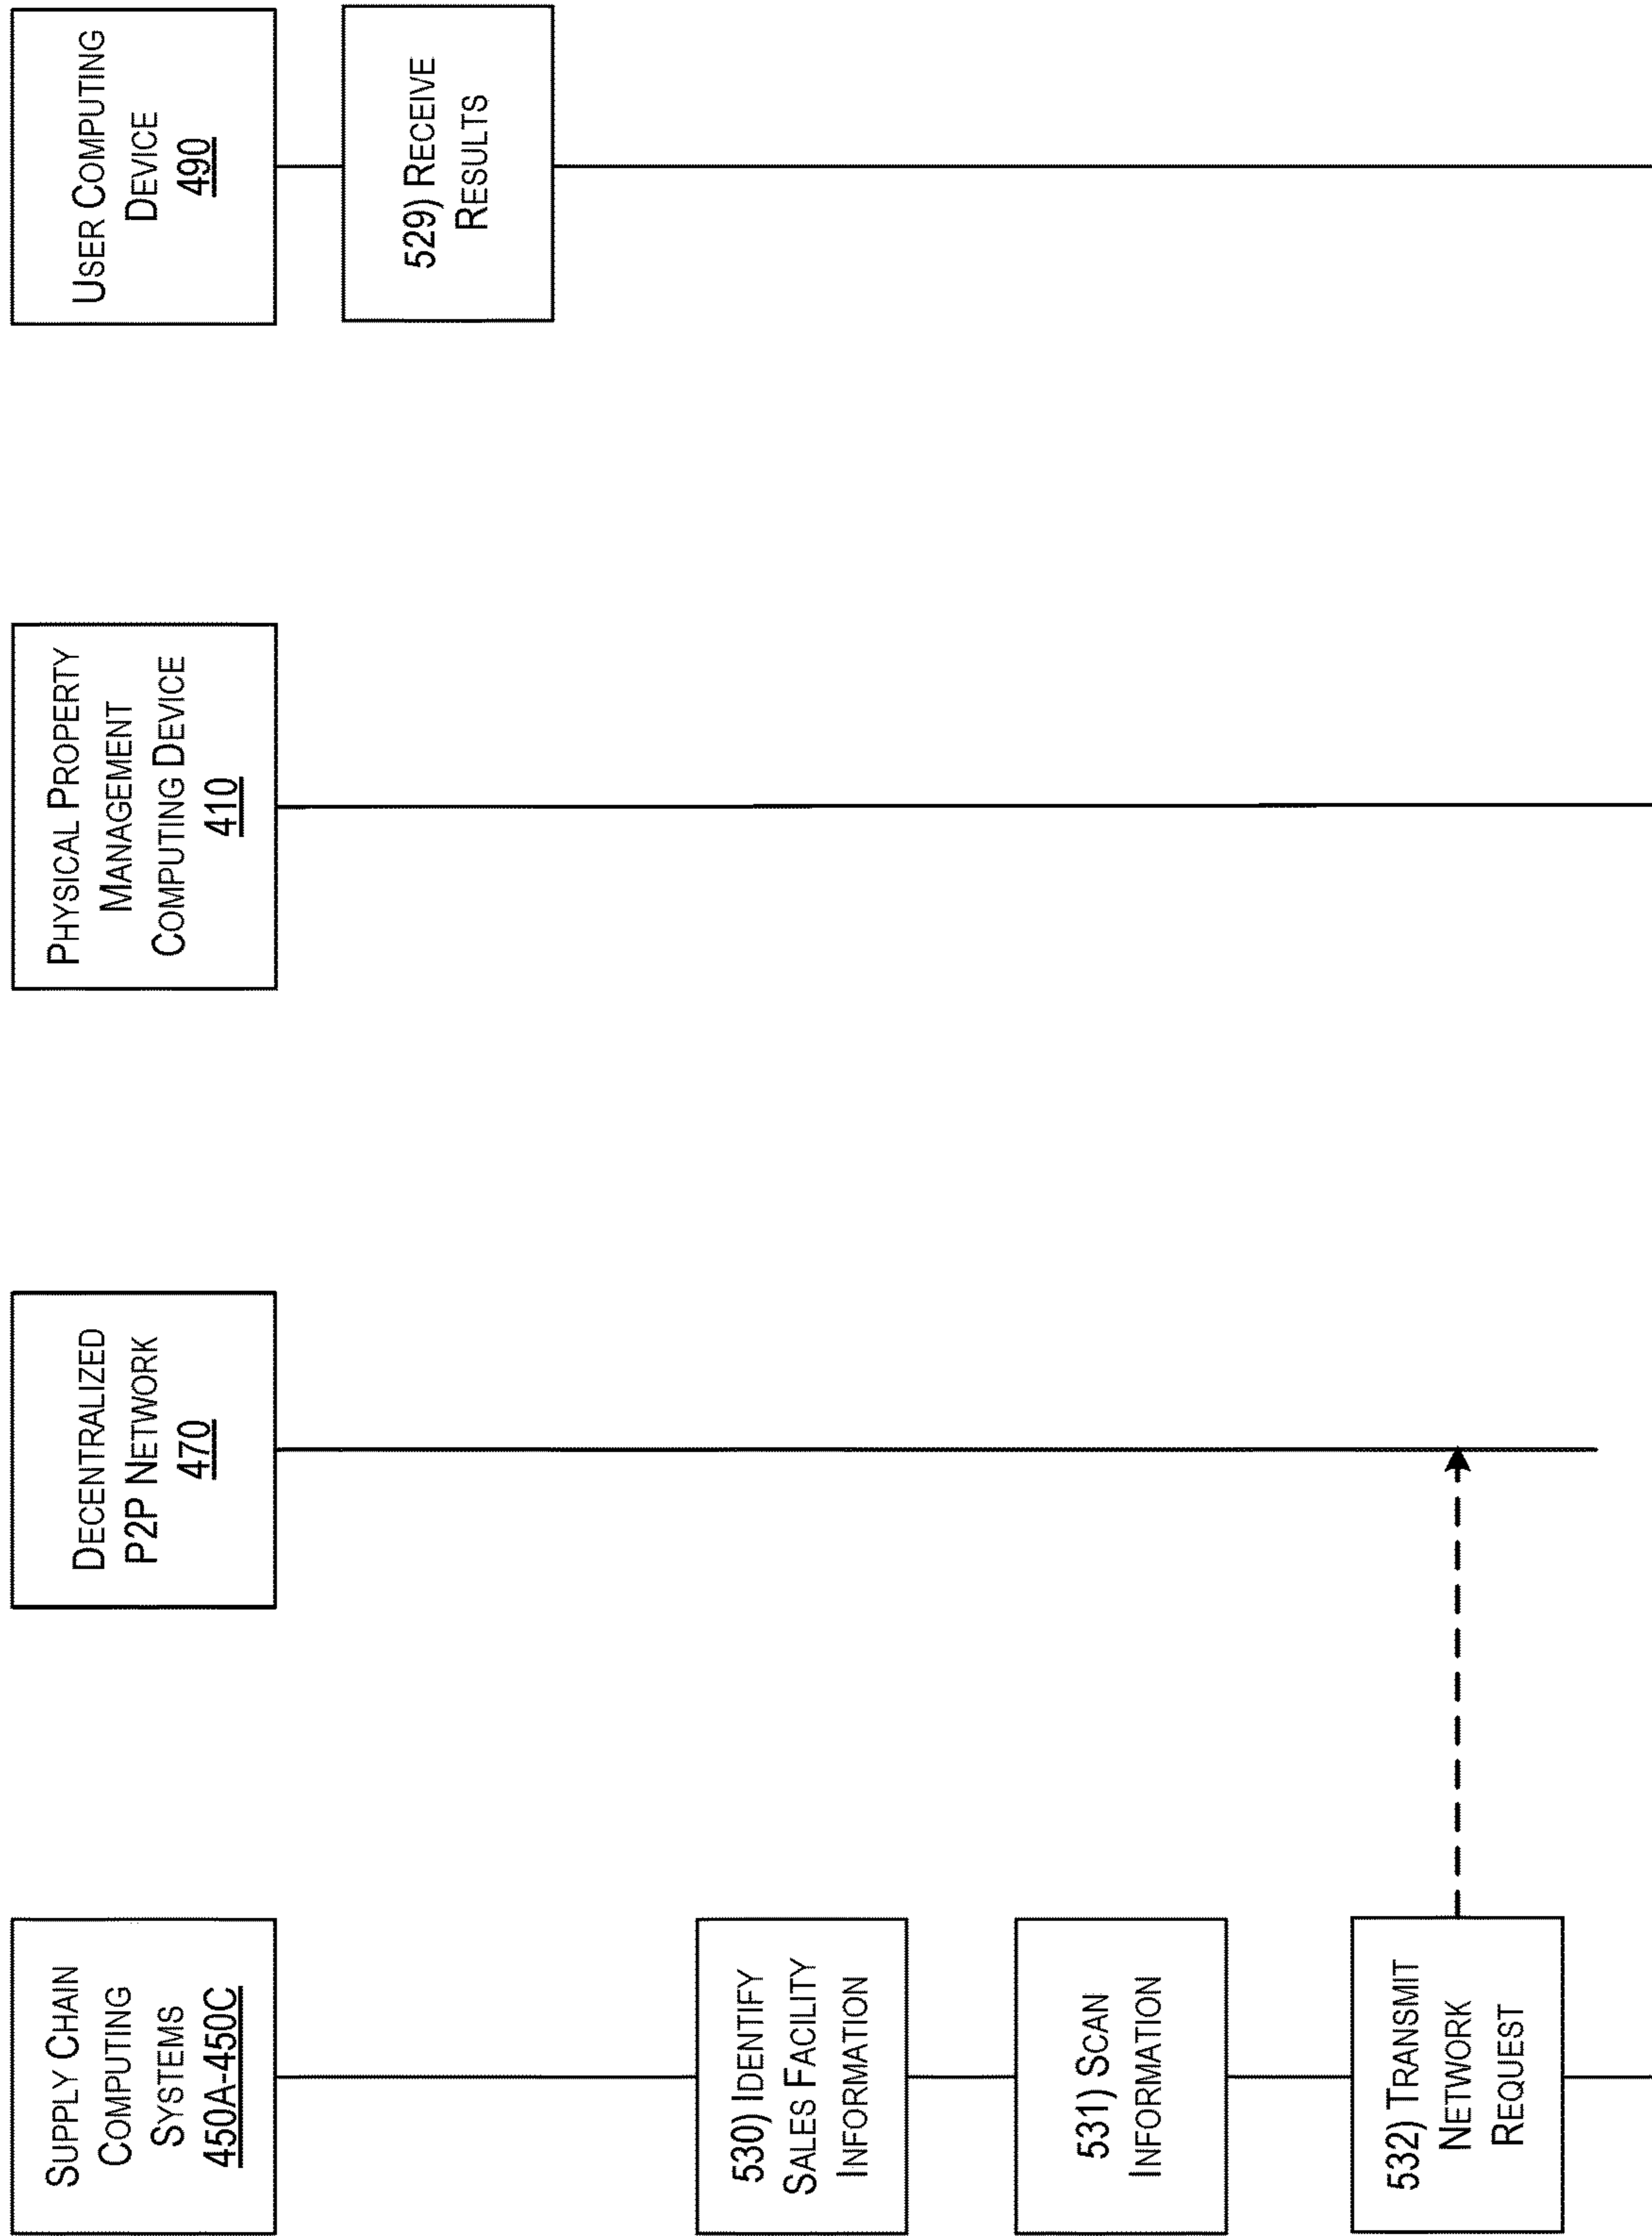 SUPPLY CHAIN
COMPUTING
SYSTEMS
450A-450C
DECENTRALIZED
P2P NETWORK
470
PHYSICAL PROPERTY
MANAGEMENT
COMPUTING DEVICE
410
USER COMPUTING
DEVICE
490
529) RECEIVE
RESULTS
530) IDENTIFY
SALES FACILITY
INFORMATION
531) SCAN
INFORMATION
532) TRANSMIT
NETWORK
REQUEST